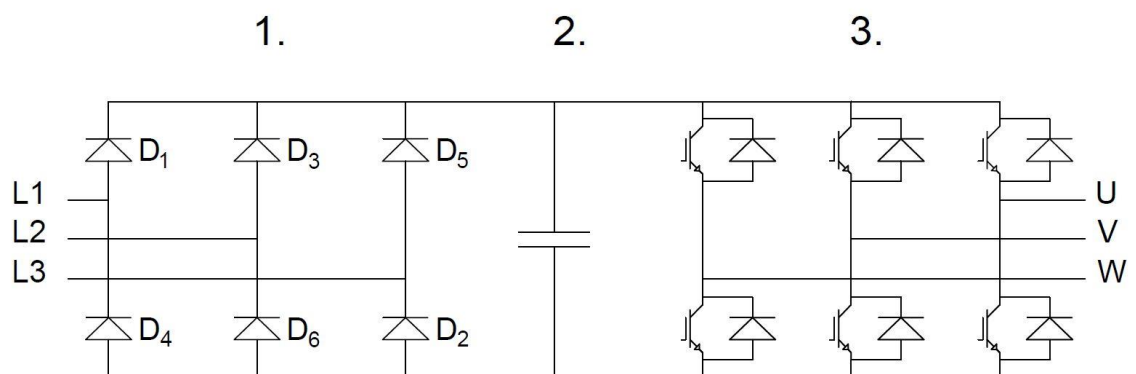 1. 2. 3.
D₁ D₃ D₅
L1 U
L2 V
L3 W
D₄ D₆ D₂